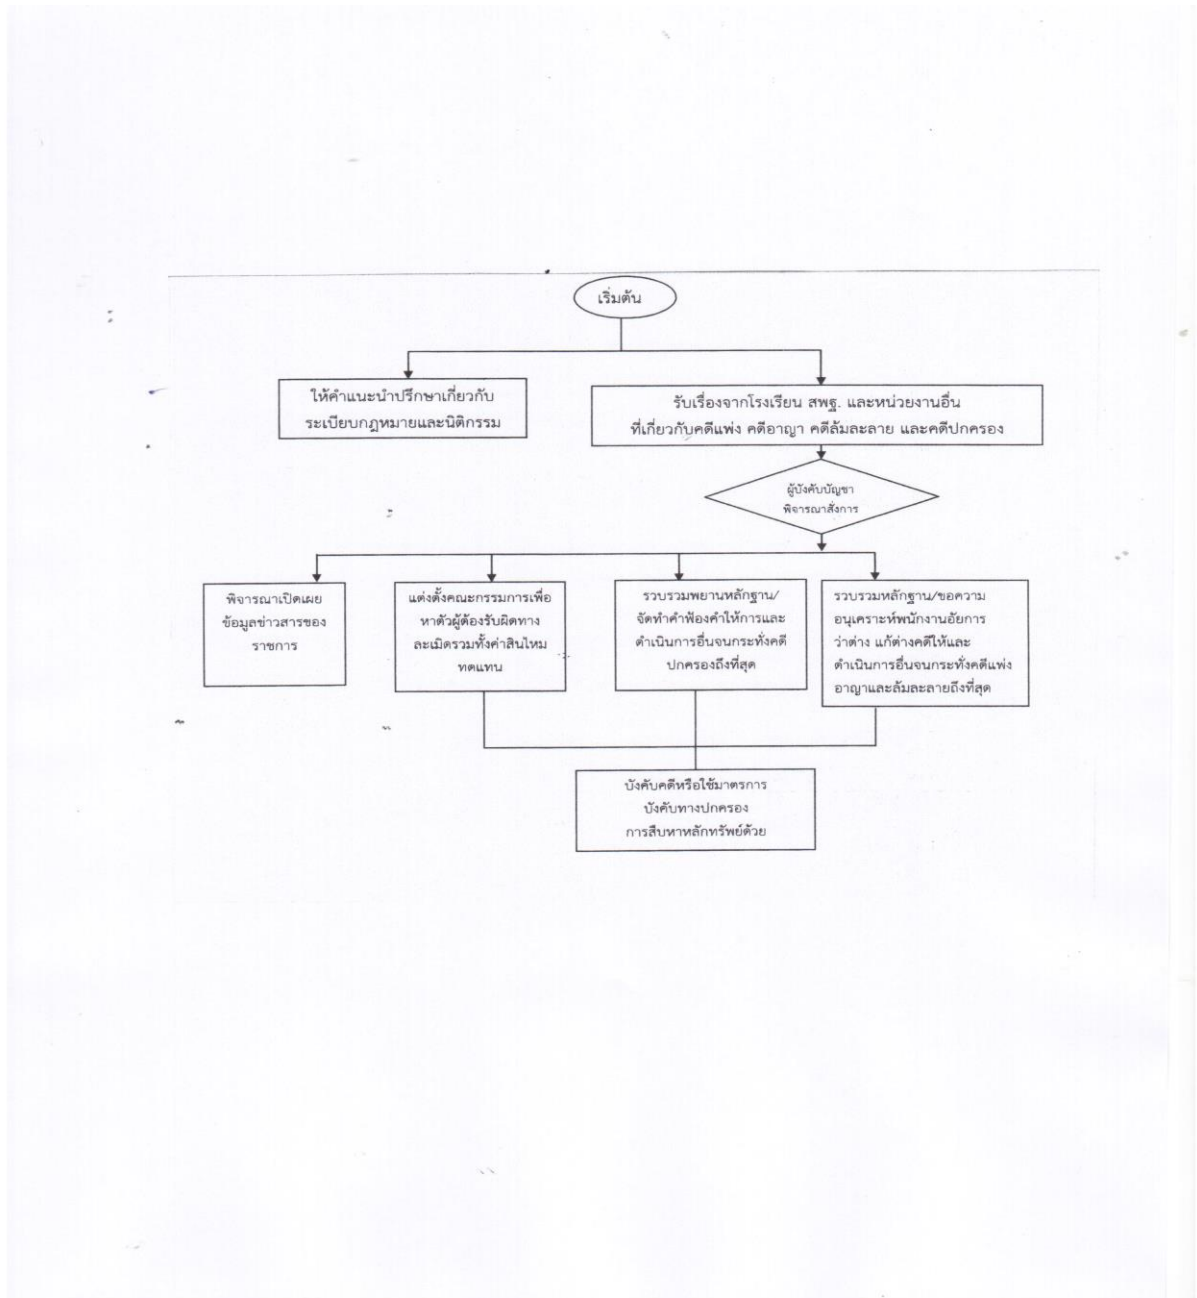 เริ่มต้น
ให้คำแนะนำปรึกษาเกี่ยวกับ
ระเบียบกฎหมายและนิติกรรม
รับเรื่องจากโรงเรียน สพฐ. และหน่วยงานอื่น
ที่เกี่ยวกับคดีแพ่ง คดีอาญา คดีล้มละลาย และคดีปกครอง
ผู้บังคับบัญชา
พิจารณาสั่งการ
พิจารณาเปิดเผย
ข้อมูลข่าวสารของ
ราชการ
แต่งตั้งคณะกรรมการเพื่อ
หาตัวผู้ต้องรับผิดทาง
ละเมิดรวมทั้งค่าสินไหม
ทดแทน
รวบรวมพยานหลักฐาน/
จัดทำคำฟ้องคำให้การและ
ดำเนินการอื่นจนกระทั่งคดี
ปกครองถึงที่สุด
รวบรวมหลักฐาน/ขอความ
อนุเคราะห์พนักงานอัยการ
ว่าต่าง แก้ต่างคดีให้และ
ดำเนินการอื่นจนกระทั่งคดีแพ่ง
อาญาและล้มละลายถึงที่สุด
บังคับคดีหรือใช้มาตรการ
บังคับทางปกครอง
การสืบหาหลักทรัพย์ด้วย